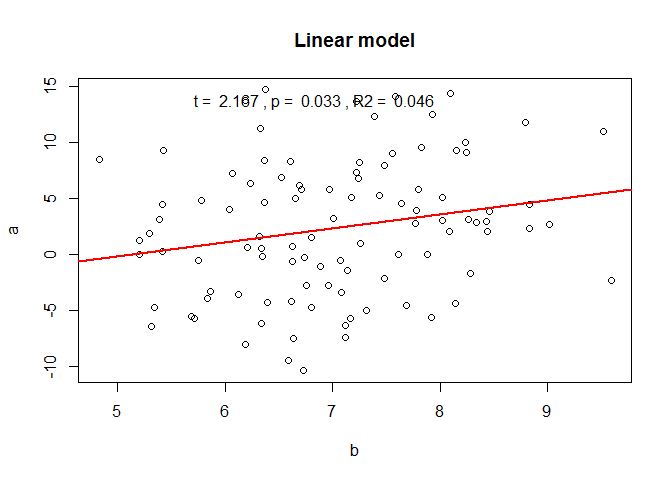 Linear model
t = 2.167 , p = 0.033 , R2 = 0.046
15
10
5
0
-5
-10
a
5 6 7 8 9
b